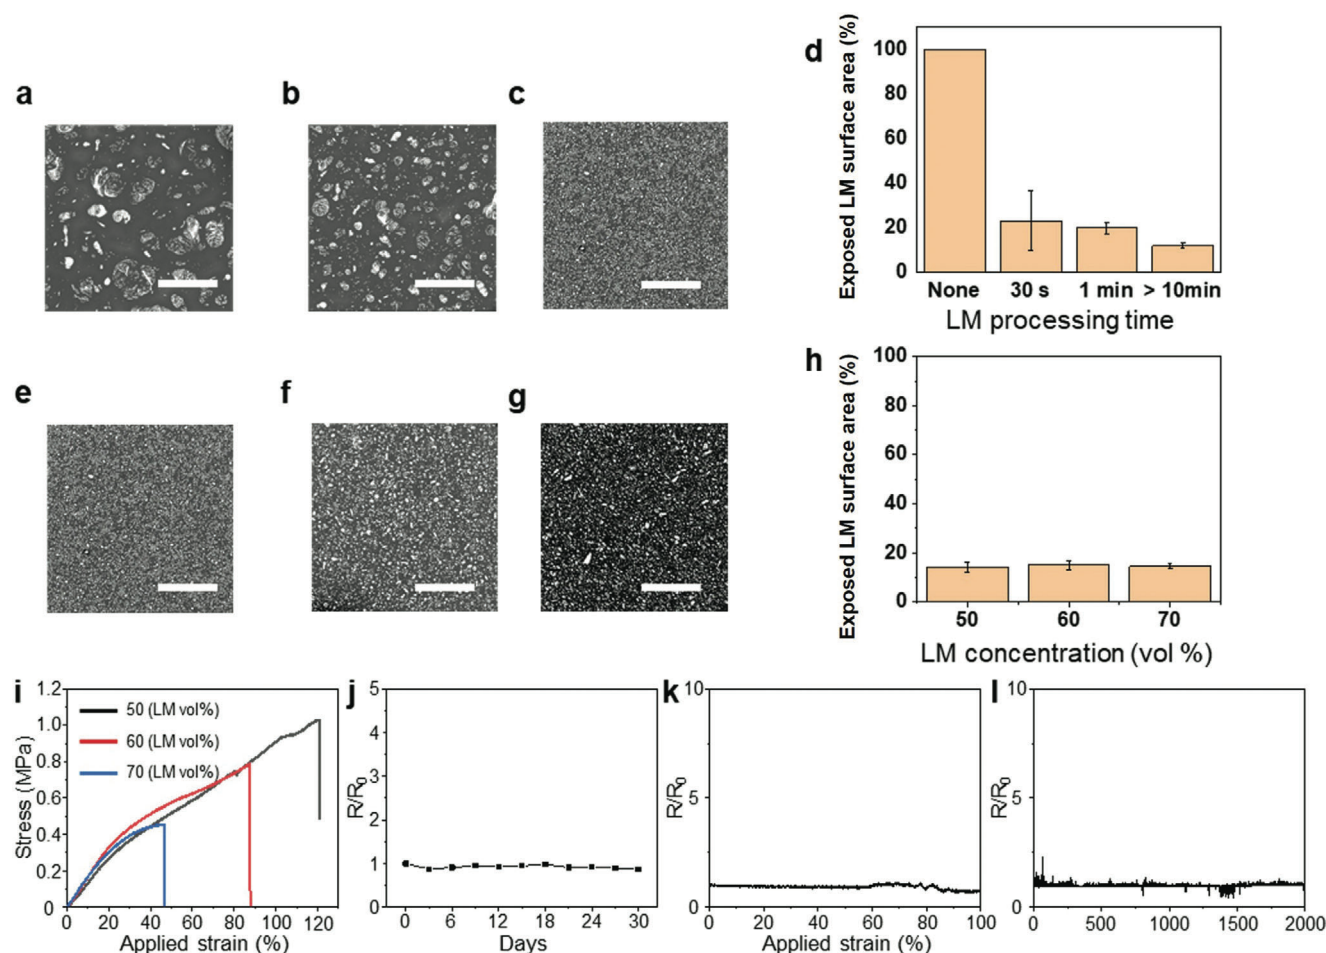 a
b
c
d
Exposed LM surface area (%)
100
80
60
40
20
0
None 30 s 1 min > 10min
LM processing time
e
f
g
h
Exposed LM surface area (%)
100
80
60
40
20
0
50 60 70
LM concentration (vol %)
i
Stress (MPa)
1.2
1.0
0.8
0.6
0.4
0.2
0
50 (LM vol%)
60 (LM vol%)
70 (LM vol%)
0 20 40 60 80 100 120
Applied strain (%)
j
R/R0
5
4
3
2
1
0
0 6 12 18 24 30
Days
k
R/R0
10
5
0
0 20 40 60 80 100
Applied strain (%)
l
R/R0
10
5
0
0 500 1000 1500 2000